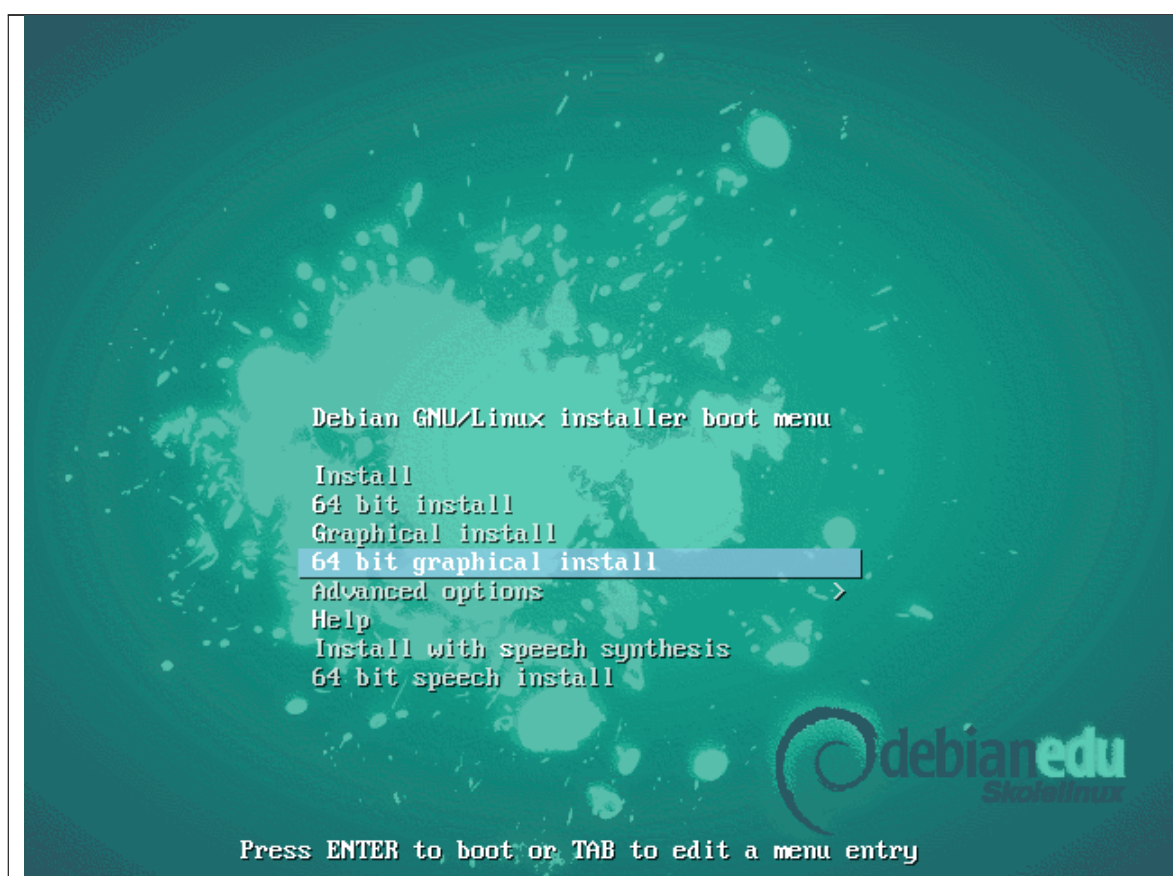 Debian GNU/Linux installer boot menu
Install
64 bit install
Graphical install
64 bit graphical install
Advanced options >
Help
Install with speech synthesis
64 bit speech install
debianedu
Skolelinux
Press ENTER to boot or TAB to edit a menu entry